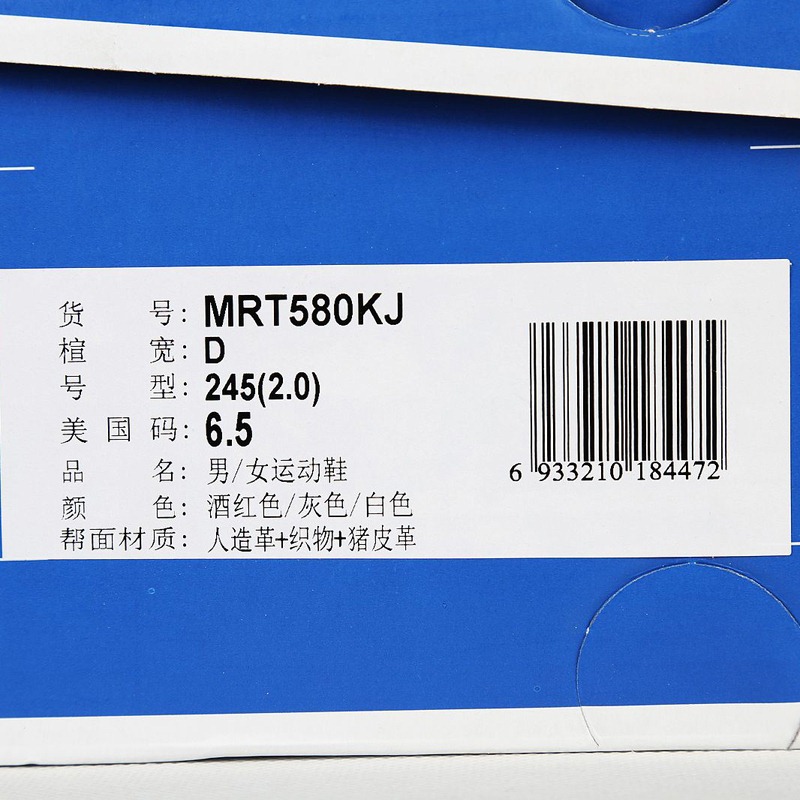 货号: MRT580KJ
楦宽: D
号型: 245(2.0)
美国码: 6.5
品名: 男/女运动鞋
颜色: 酒红色/灰色/白色
帮面材质: 人造革+织物+猪皮革
6 933210 184472